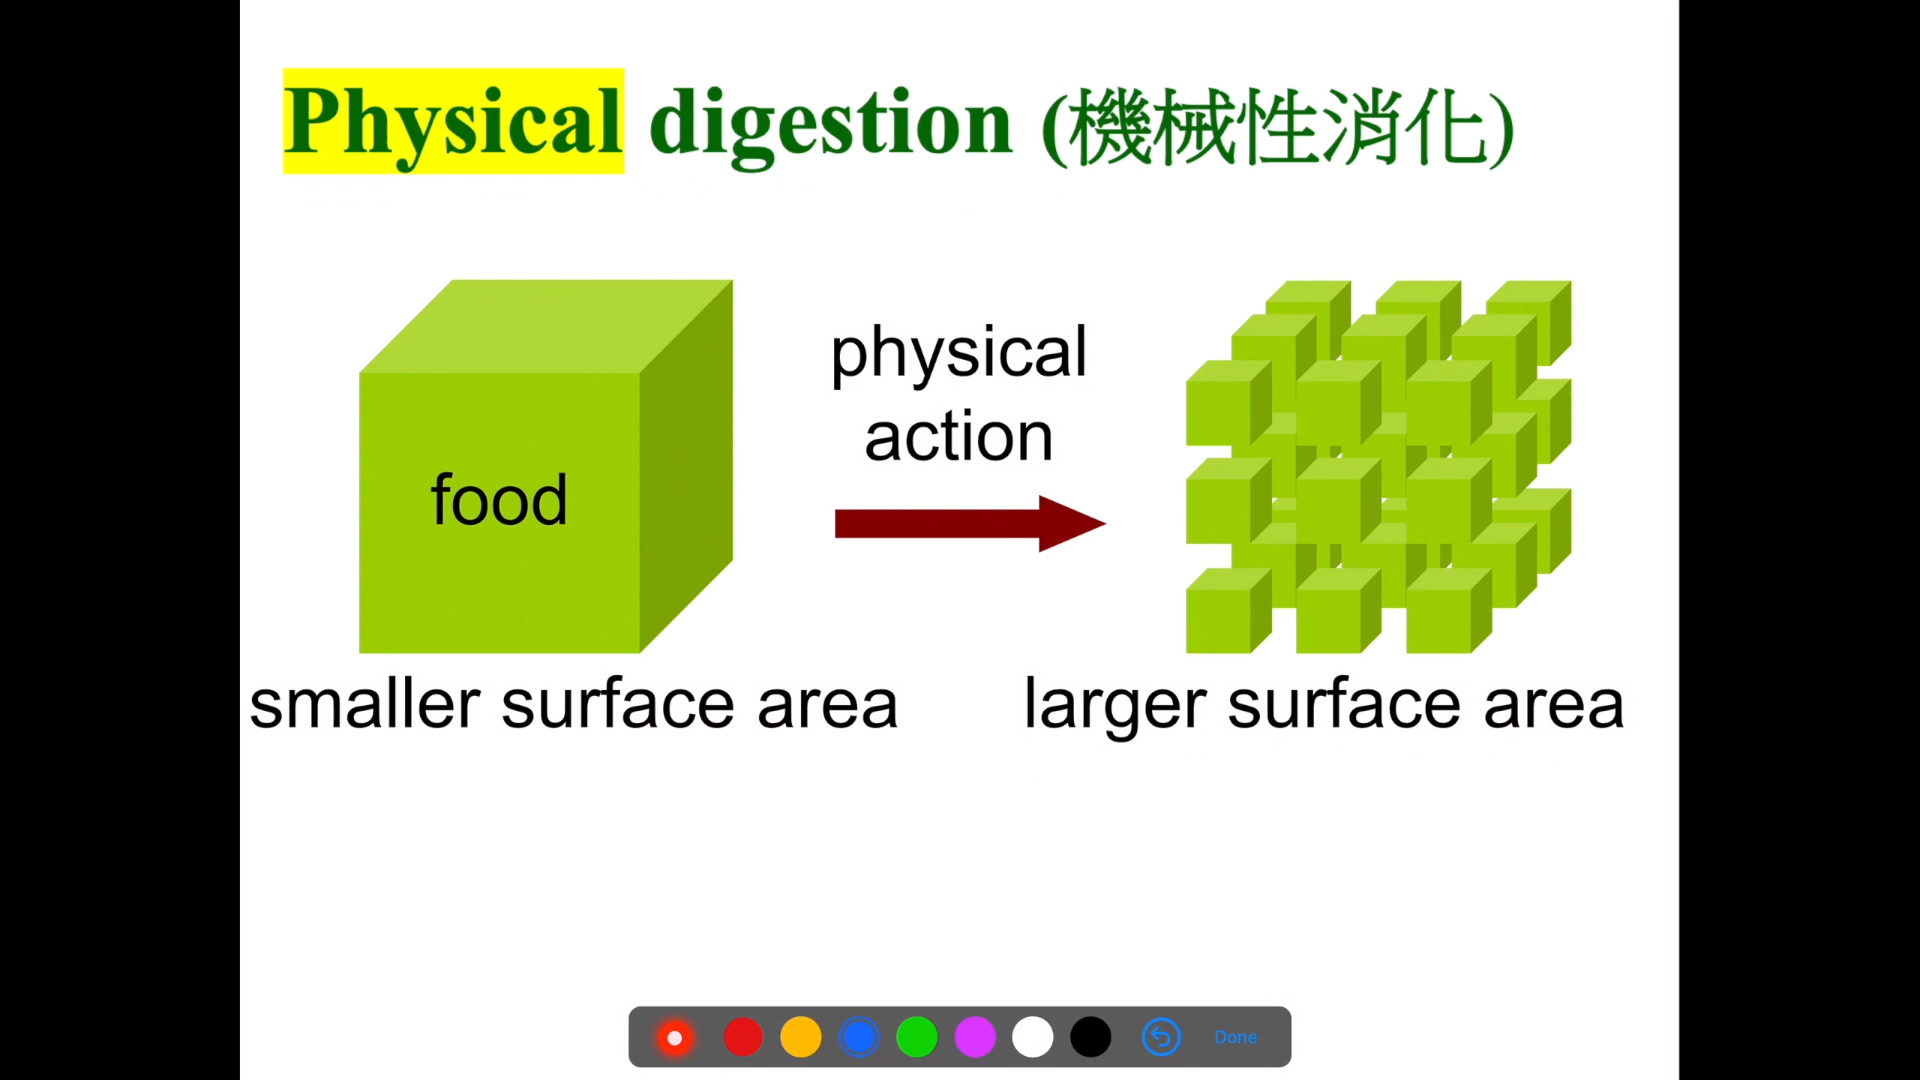 Physical digestion (機械性消化)
physical
action
food
smaller surface area
larger surface area
Done